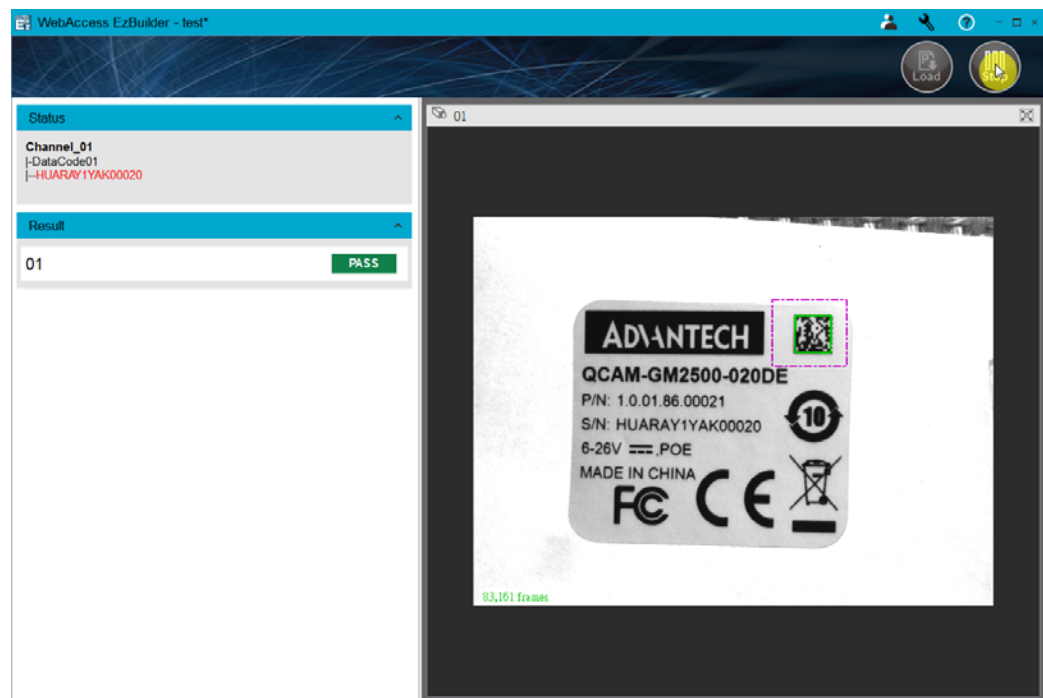 WebAccess EzBuilder - test*
Load
Stop
Status
Channel_01
|-DataCode01
|--HUARAY1YAK00020
Result
01
PASS
01
ADVANTECH
QCAM-GM2500-020DE
P/N: 1.0.01.86.00021
S/N: HUARAY1YAK00020
6-26V ⎓,POE
MADE IN CHINA
10
FC CE
83,161 frames